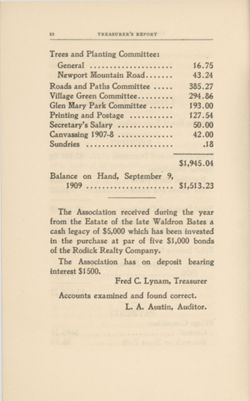 22 TREASURER'S REPORT
Trees and Planting Committee:
General ..................... 16.75
Newport Mountain Road....... 43.24
Roads and Paths Committee ..... 385.27
Village Green Committee........ 294.86
Glen Mary Park Committee ...... 193.00
Printing and Postage ........... 127.54
Secretary's Salary .............. 50.00
Canvassing 1907-8 .............. 42.00
Sundries ...................... .18
$1,945.04
Balance on Hand, September 9,
1909 ...................... $1,513.23
The Association received during the year
from the Estate of the late Waldron Bates a
cash legacy of $5,000 which has been invested
in the purchase at par of five $1,000 bonds
of the Rodick Realty Company.
The Association has on deposit bearing
interest $1500.
Fred C. Lynam, Treasurer
Accounts examined and found correct.
L. A. Austin, Auditor.